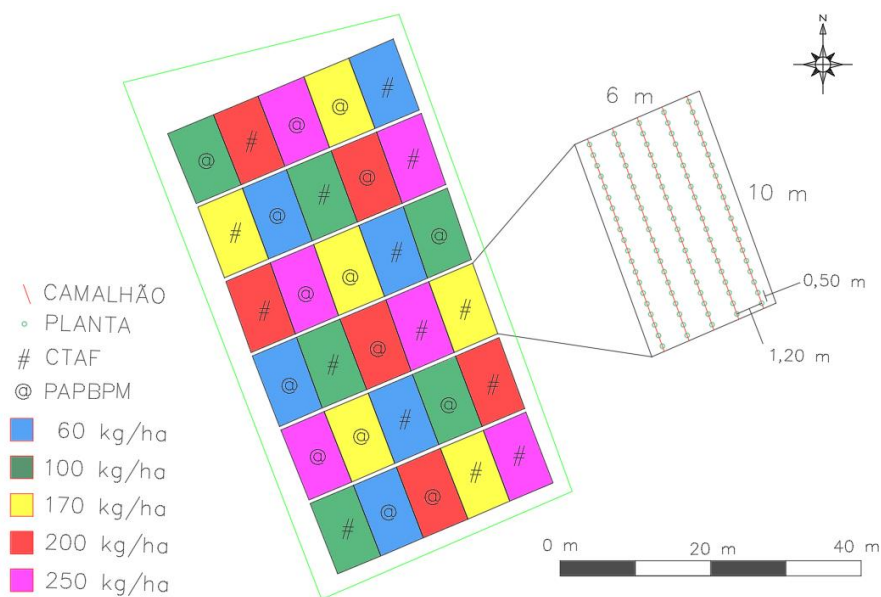 N
6 m
10 m
0,50 m
1,20 m
# @ @ #
@ #
# @ # @ #
# @ @ # @
@ # @ # #
@ @ # @ #
# @ @ # #
\ CAMALHÃO
° PLANTA
# CTAF
@ PAPBPM
60 kg/ha
100 kg/ha
170 kg/ha
200 kg/ha
250 kg/ha
0 m 20 m 40 m